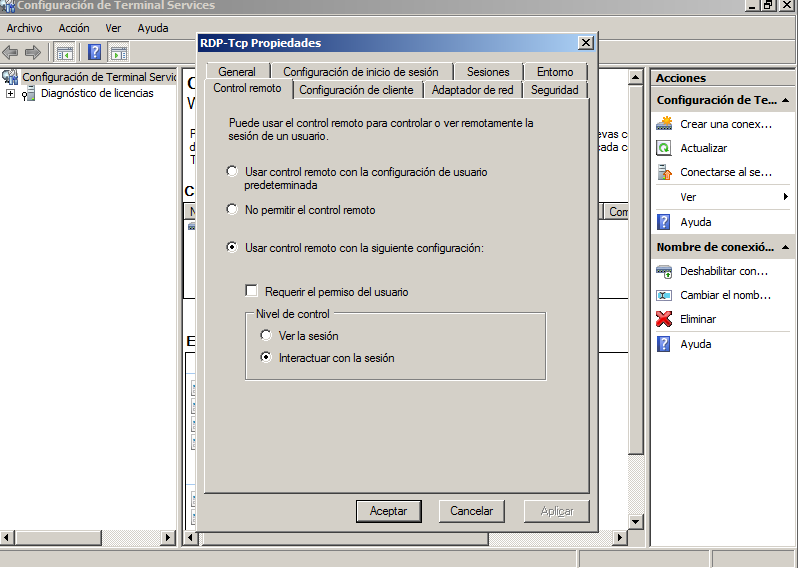 Configuración de Terminal Services
Archivo Acción Ver Ayuda
Configuración de Terminal Servic
Diagnóstico de licencias
RDP-Tcp Propiedades
General Configuración de inicio de sesión Sesiones Entorno
Control remoto Configuración de cliente Adaptador de red Seguridad
Puede usar el control remoto para controlar o ver remotamente la
sesión de un usuario.
Usar control remoto con la configuración de usuario
predeterminada
No permitir el control remoto
Usar control remoto con la siguiente configuración:
Requerir el permiso del usuario
Nivel de control
Ver la sesión
Interactuar con la sesión
Aceptar Cancelar Aplicar
Com
Acciones
Configuración de Te...
Crear una conex...
Actualizar
Conectarse al se...
Ver
Ayuda
Nombre de conexió...
Deshabilitar con...
Cambiar el nomb...
Eliminar
Ayuda